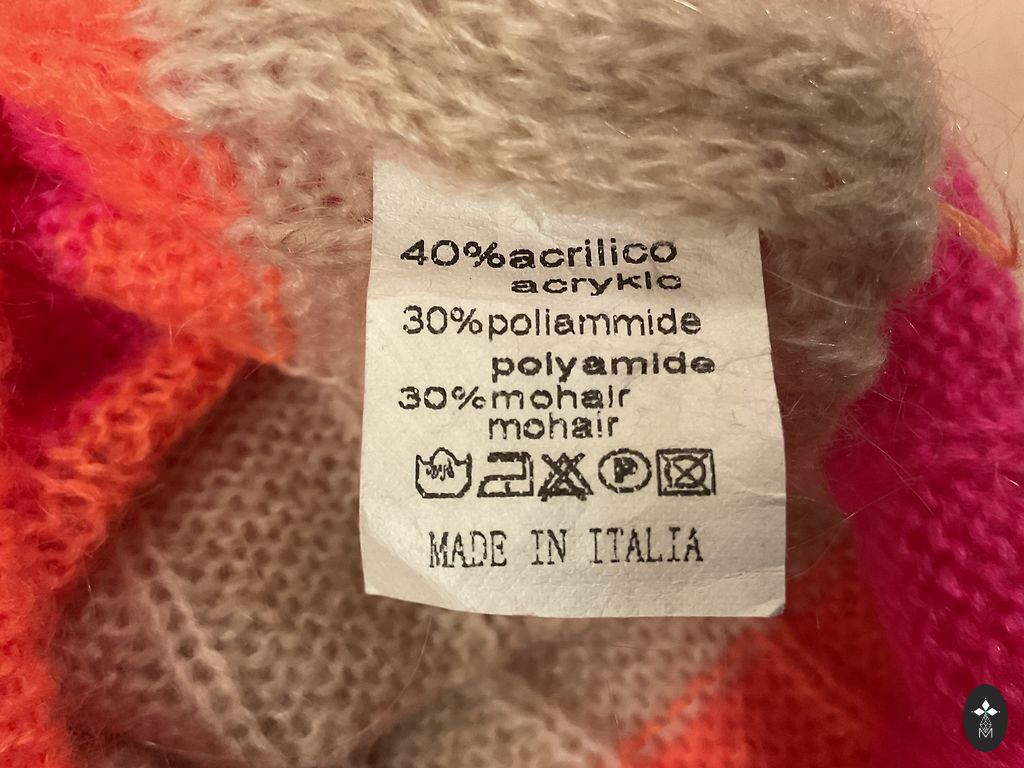 40% acrilico
acryklc
30% poliammide
polyamide
30% mohair
mohair
P
MADE IN ITALIA
M